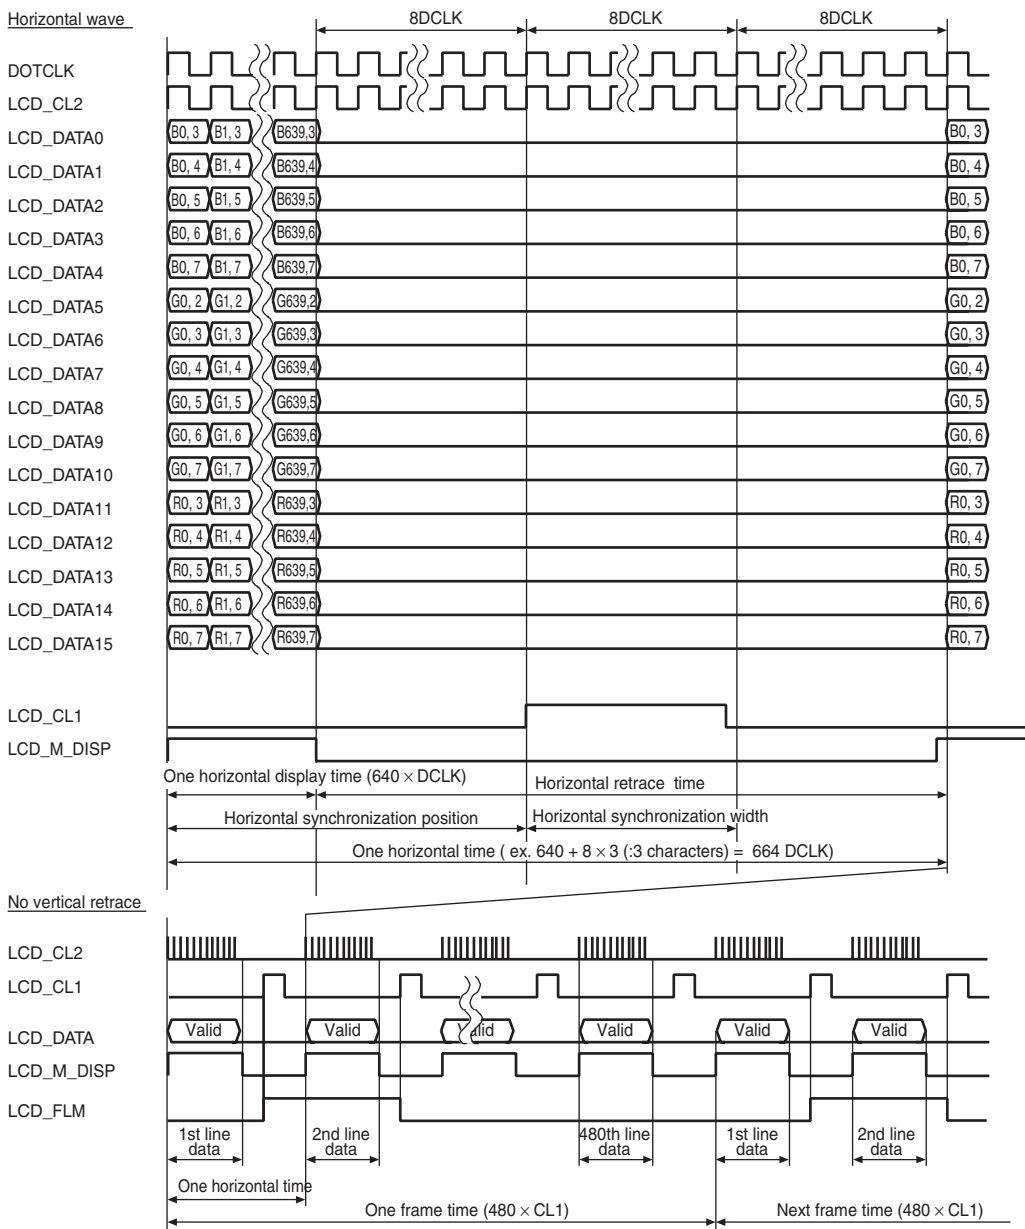 Horizontal wave
8DCLK 8DCLK 8DCLK
DOTCLK
LCD_CL2
LCD_DATA0 B0, 3 B1, 3 B639,3 B0, 3
LCD_DATA1 B0, 4 B1, 4 B639,4 B0, 4
LCD_DATA2 B0, 5 B1, 5 B639,5 B0, 5
LCD_DATA3 B0, 6 B1, 6 B639,6 B0, 6
LCD_DATA4 B0, 7 B1, 7 B639,7 B0, 7
LCD_DATA5 G0, 2 G1, 2 G639,2 G0, 2
LCD_DATA6 G0, 3 G1, 3 G639,3 G0, 3
LCD_DATA7 G0, 4 G1, 4 G639,4 G0, 4
LCD_DATA8 G0, 5 G1, 5 G639,5 G0, 5
LCD_DATA9 G0, 6 G1, 6 G639,6 G0, 6
LCD_DATA10 G0, 7 G1, 7 G639,7 G0, 7
LCD_DATA11 R0, 3 R1, 3 R639,3 R0, 3
LCD_DATA12 R0, 4 R1, 4 R639,4 R0, 4
LCD_DATA13 R0, 5 R1, 5 R639,5 R0, 5
LCD_DATA14 R0, 6 R1, 6 R639,6 R0, 6
LCD_DATA15 R0, 7 R1, 7 R639,7 R0, 7
LCD_CL1
LCD_M_DISP
One horizontal display time (640 × DCLK)
Horizontal retrace time
Horizontal synchronization position
Horizontal synchronization width
One horizontal time ( ex. 640 + 8 × 3 (:3 characters) = 664 DCLK)
No vertical retrace
LCD_CL2
LCD_CL1
LCD_DATA Valid Valid Valid Valid Valid Valid
LCD_M_DISP
LCD_FLM
1st line data
2nd line data
480th line data
1st line data
2nd line data
One horizontal time
One frame time (480 × CL1)
Next frame time (480 × CL1)